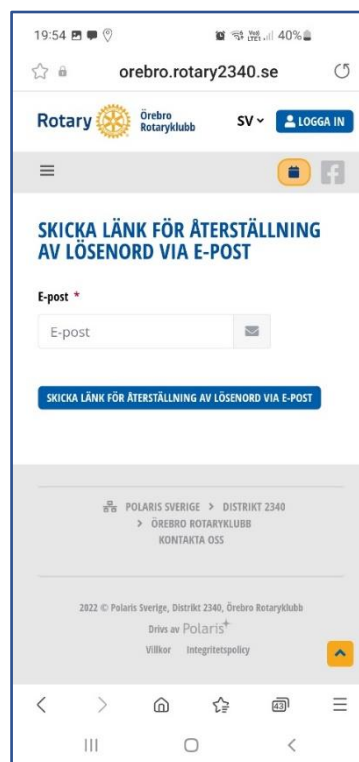 19:54
40%
orebro.rotary2340.se
Rotary
Örebro
Rotaryklubb
SV
LOGGA IN
SKICKA LÄNK FÖR ÅTERSTÄLLNING
AV LÖSENORD VIA E-POST
E-post *
E-post
SKICKA LÄNK FÖR ÅTERSTÄLLNING AV LÖSENORD VIA E-POST
POLARIS SVERIGE > DISTRIKT 2340
> ÖREBRO ROTARYKLUBB
KONTAKTA OSS
2022 © Polaris Sverige, Distrikt 2340, Örebro Rotaryklubb
Drivs av Polaris
Villkor Integritetspolicy
43